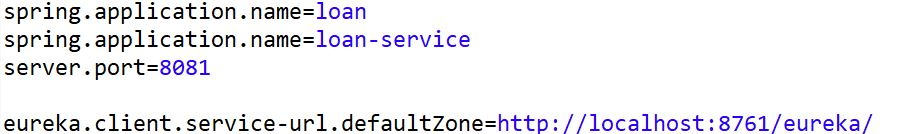 spring.application.name=loan
spring.application.name=loan-service
server.port=8081
eureka.client.service-url.defaultZone=http://localhost:8761/eureka/